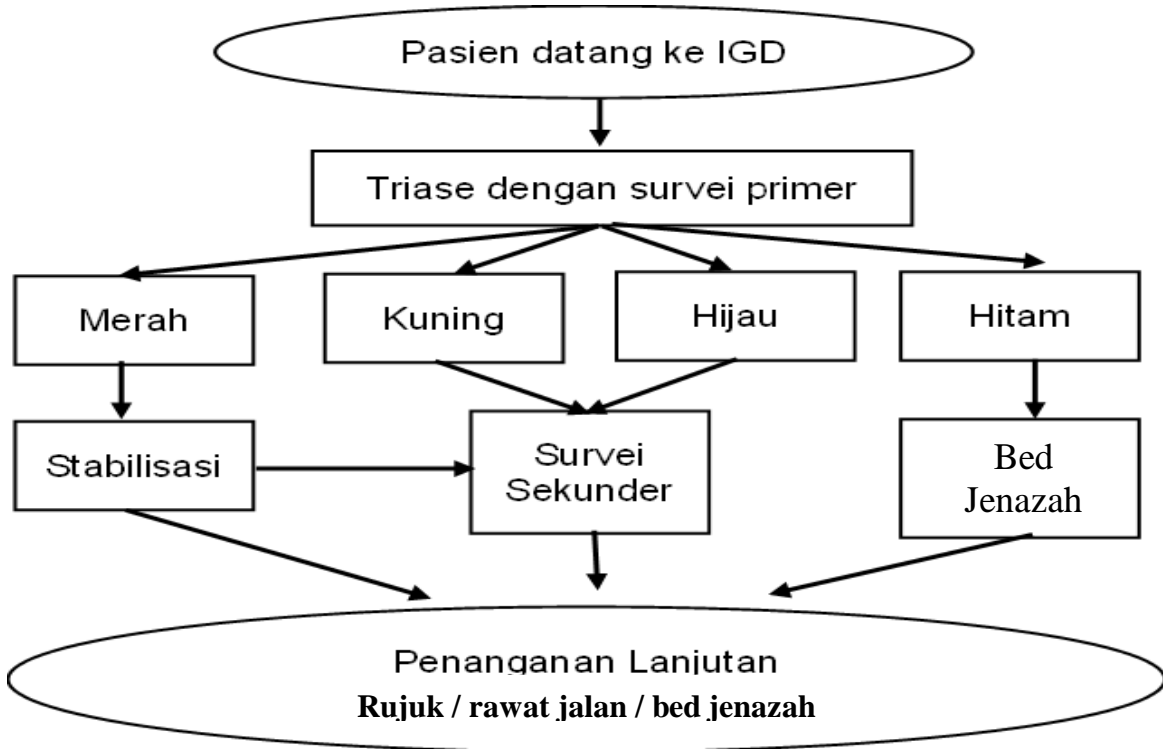 Pasien datang ke IGD
Triase dengan survei primer
Merah
Kuning
Hijau
Hitam
Stabilisasi
Survei
Sekunder
Bed
Jenazah
Penanganan Lanjutan
Rujuk / rawat jalan / bed jenazah